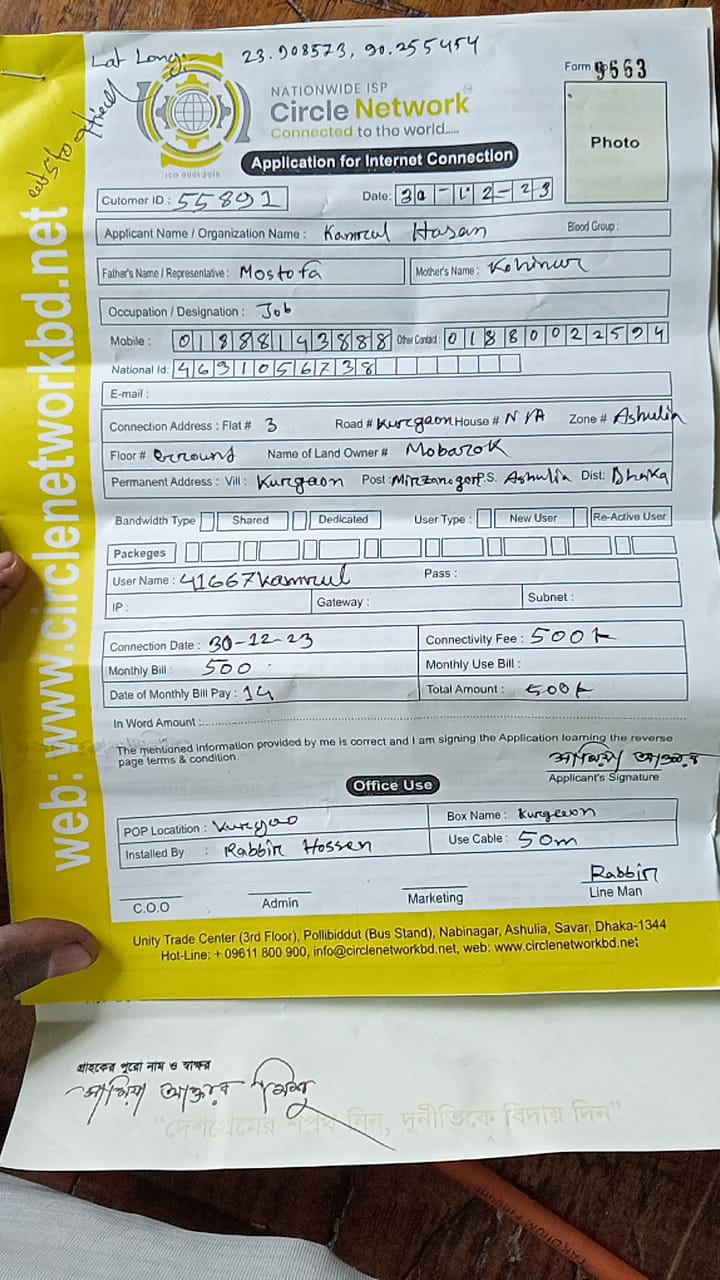 Lat Long: 23.908573, 90.255454
NATIONWIDE ISP
Form 9563
Circle Network
Connected to the world.....
ISO 9001:2015
Photo
Application for Internet Connection
Cutomer ID : 55891
Date: 30-12-23
Applicant Name / Organization Name : Kamrul Hasan
Blood Group :
Father's Name / Representative : Mostofa
Mother's Name : Kohinur
Occupation / Designation : Job
Mobile : 01888143888 Other Contact : 01880022594
National Id: 4631056738
E-mail :
Connection Address : Flat # 3 Road # Kurgaon House # N/A Zone # Ashulia
Floor # Ground Name of Land Owner # Mobarok
Permanent Address : Vill : Kurgaon Post : Mirzanagor P.S. Ashulia Dist: Dhaka
Bandwidth Type Shared Dedicated User Type : New User Re-Active User
Packeges
User Name : 41667kamrul Pass :
IP : Gateway : Subnet :
Connection Date : 30-12-23 Connectivity Fee : 500k
Monthly Bill : 500 Monthly Use Bill :
Date of Monthly Bill Pay : 14 Total Amount : 500k
In Word Amount :
The mentioned information provided by me is correct and I am signing the Application learning the reverse
page terms & condition.
Applicant's Signature
Office Use
POP Locatition : Kurgao Box Name : Kurgaon
Installed By : Rabbir Hossen Use Cable : 50m
Rabbir
C.O.O Admin Marketing Line Man
Unity Trade Center (3rd Floor), Pollibiddut (Bus Stand), Nabinagar, Ashulia, Savar, Dhaka-1344
Hot-Line: + 09611 800 900, info@circlenetworkbd.net, web: www.circlenetworkbd.net
web: www.circlenetworkbd.net
গ্রাহকের পুরো নাম ও স্বাক্ষর
"দেশপ্রেমের শপথ নিন, দুর্নীতিকে বিদায় দিন"
TAKORUM